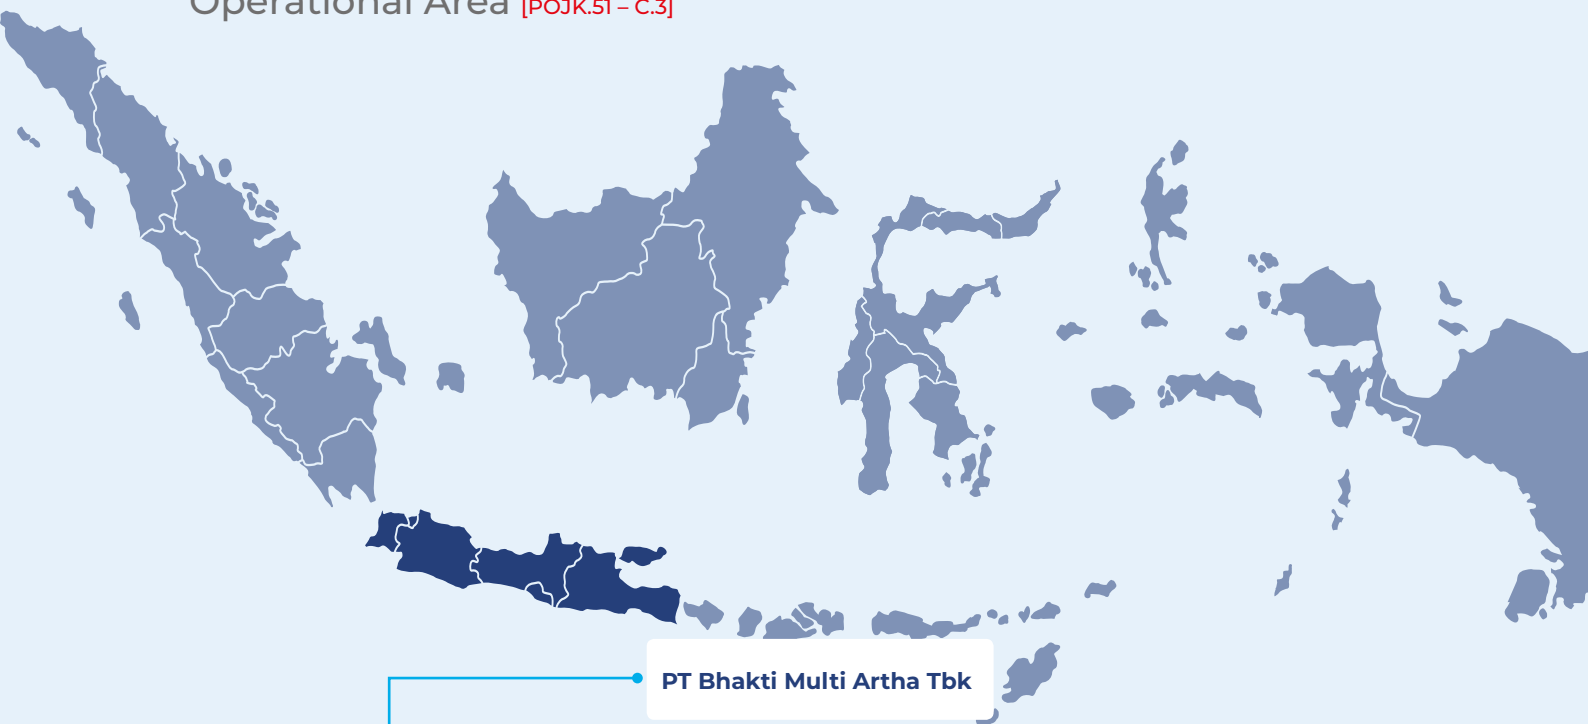 Operational Area [POJK.51 – C.3]
PT Bhakti Multi Artha Tbk